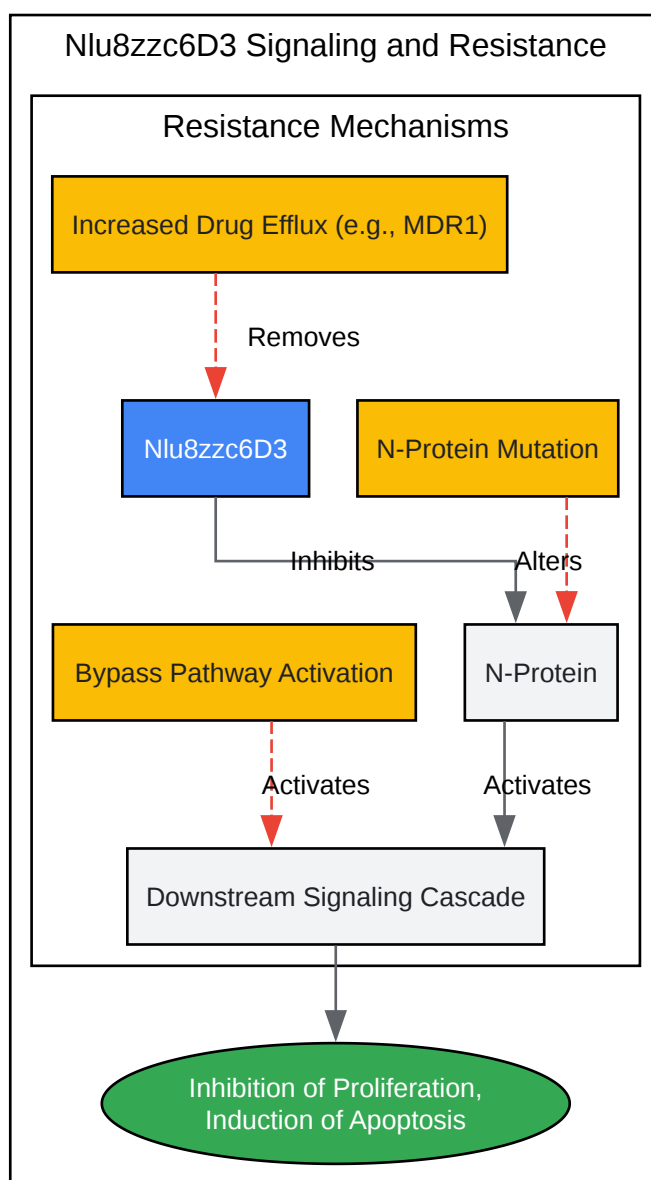 Nlu8zzc6D3 Signaling and Resistance
Resistance Mechanisms
Increased Drug Efflux (e.g., MDR1)
Removes
Nlu8zzc6D3
N-Protein Mutation
Inhibits
Alters
Bypass Pathway Activation
N-Protein
Activates
Activates
Downstream Signaling Cascade
Inhibition of Proliferation,
Induction of Apoptosis